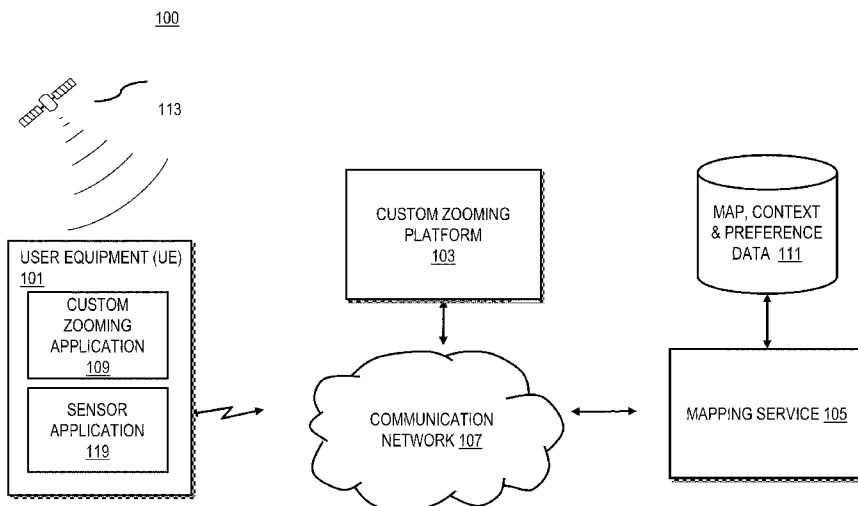 100
113
USER EQUIPMENT (UE)
101
CUSTOM
ZOOMING
APPLICATION
109
SENSOR
APPLICATION
119
CUSTOM ZOOMING
PLATFORM
103
COMMUNICATION
NETWORK 107
MAP, CONTEXT
& PREFERENCE
DATA 111
MAPPING SERVICE 105